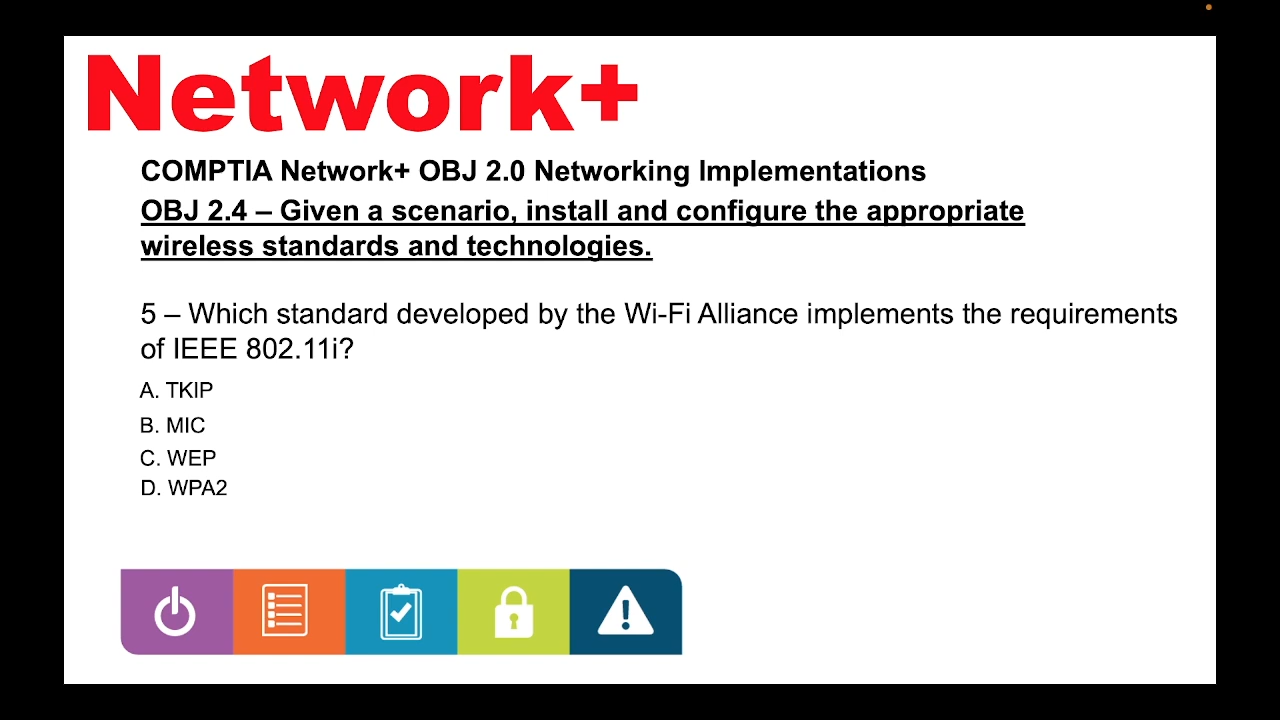 Network+
COMPTIA Network+ OBJ 2.0 Networking Implementations
OBJ 2.4 – Given a scenario, install and configure the appropriate
wireless standards and technologies.
5 – Which standard developed by the Wi-Fi Alliance implements the requirements
of IEEE 802.11i?
A. TKIP
B. MIC
C. WEP
D. WPA2